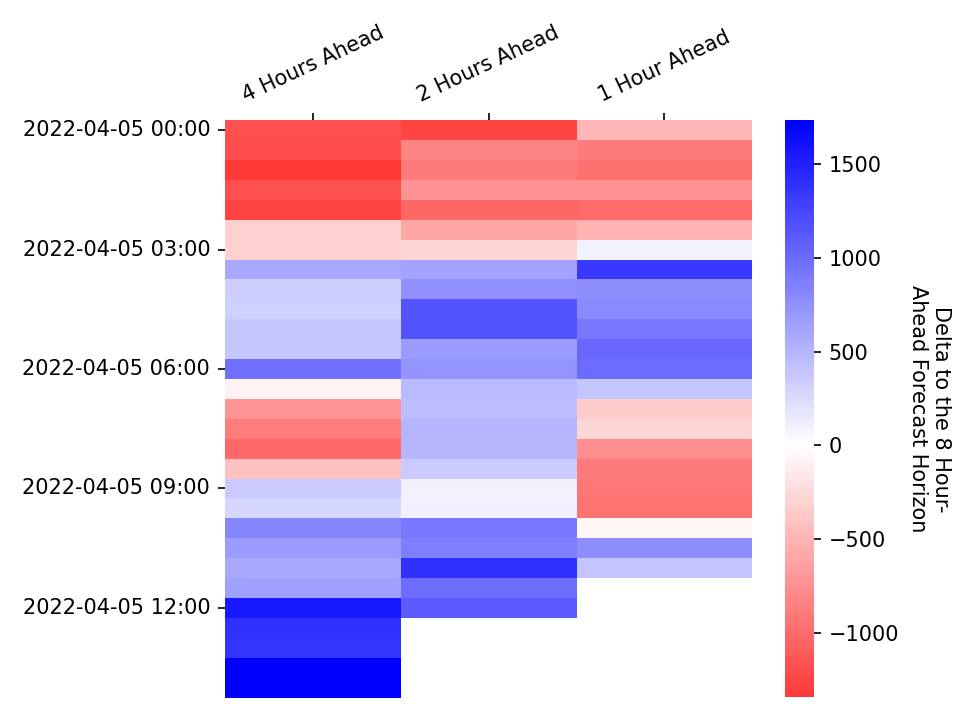 4 Hours Ahead
2 Hours Ahead
1 Hour Ahead
2022-04-05 00:00
2022-04-05 03:00
2022-04-05 06:00
2022-04-05 09:00
2022-04-05 12:00
1500
1000
500
0
−500
−1000
Delta to the 8 Hour-
Ahead Forecast Horizon